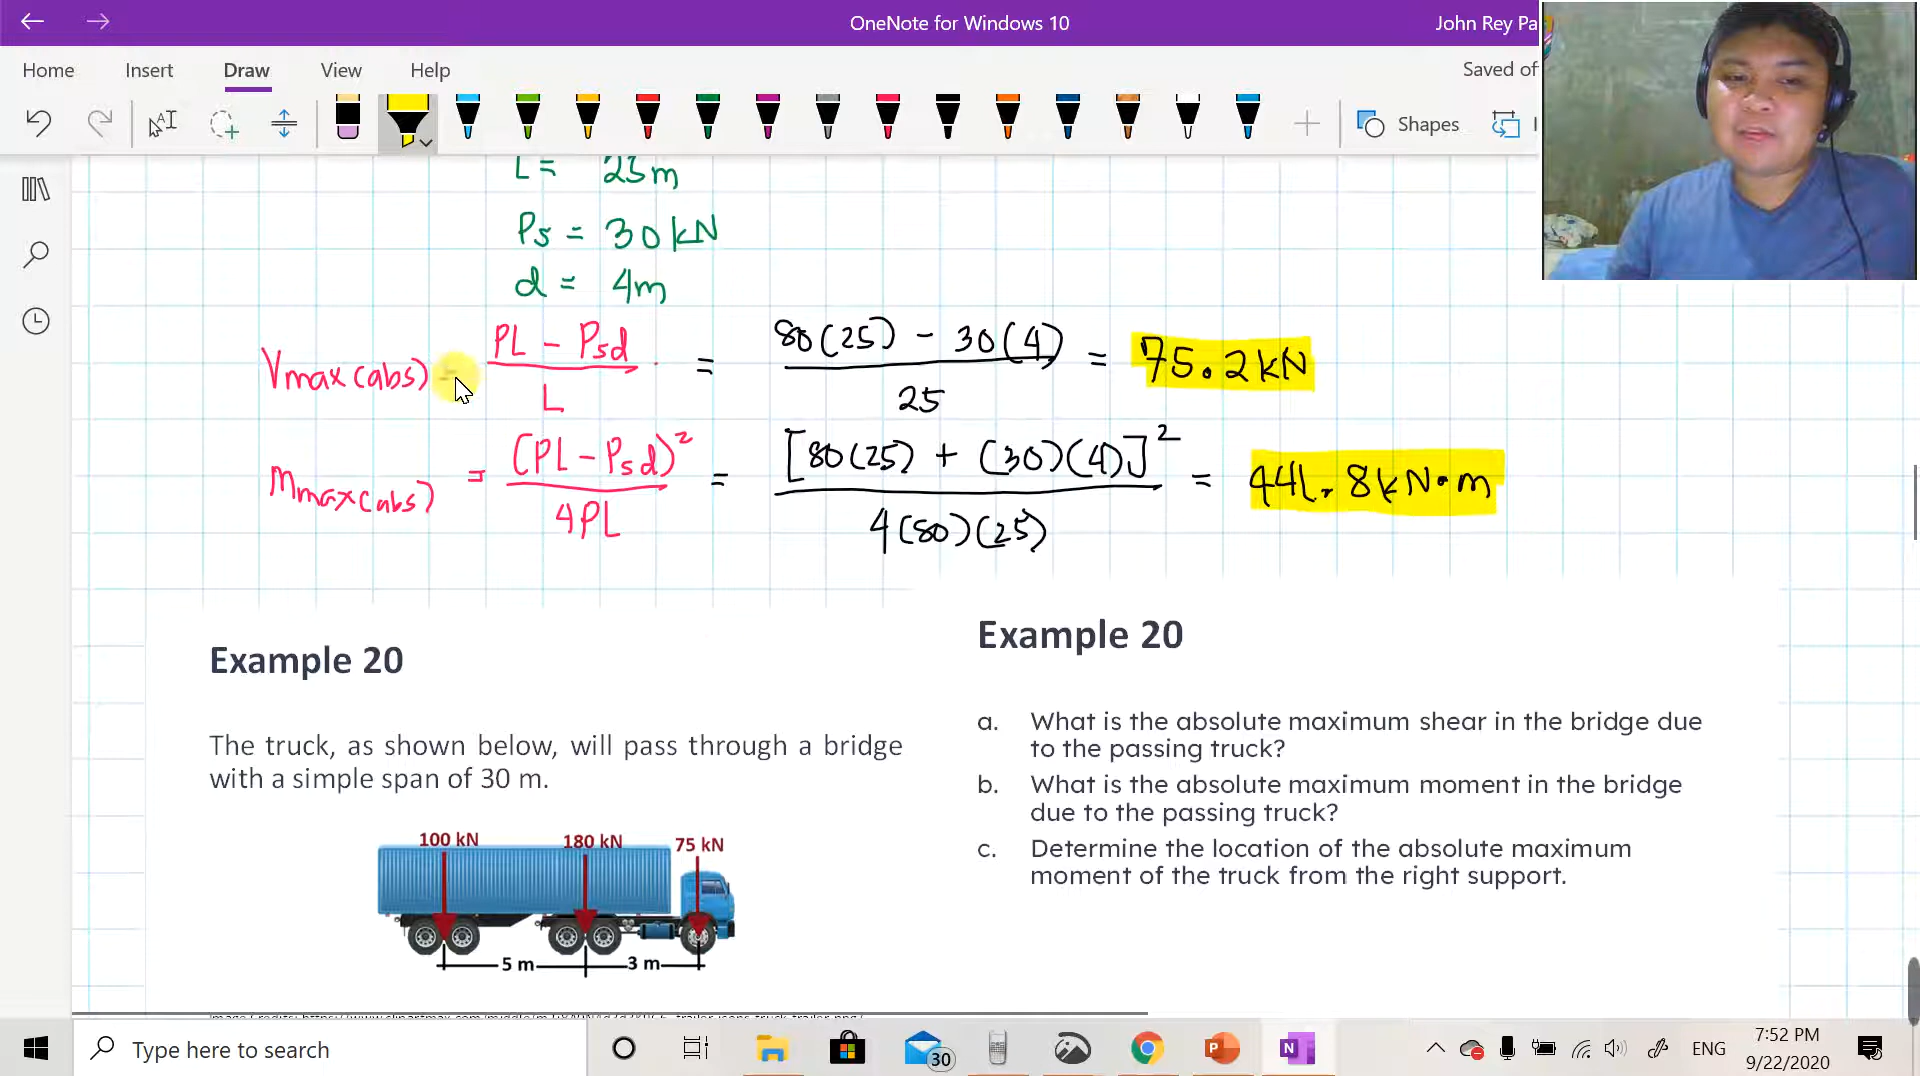 OneNote for Windows 10
John Rey Pa
Home Insert Draw View Help
Saved of
Shapes
L = 25m
Ps = 30 kN
d = 4m
Vmax(abs) = PL - Psd / L = 80(25) - 30(4) / 25 = 75.2 kN
Mmax(abs) = (PL - Psd)² / 4PL = [80(25) + (30)(4)]² / 4(80)(25) = 441.8 kN·m
Example 20
The truck, as shown below, will pass through a bridge
with a simple span of 30 m.
100 kN 180 kN 75 kN
5 m 3 m
Example 20
a. What is the absolute maximum shear in the bridge due
to the passing truck?
b. What is the absolute maximum moment in the bridge
due to the passing truck?
c. Determine the location of the absolute maximum
moment of the truck from the right support.
Type here to search
30
ENG
7:52 PM
9/22/2020